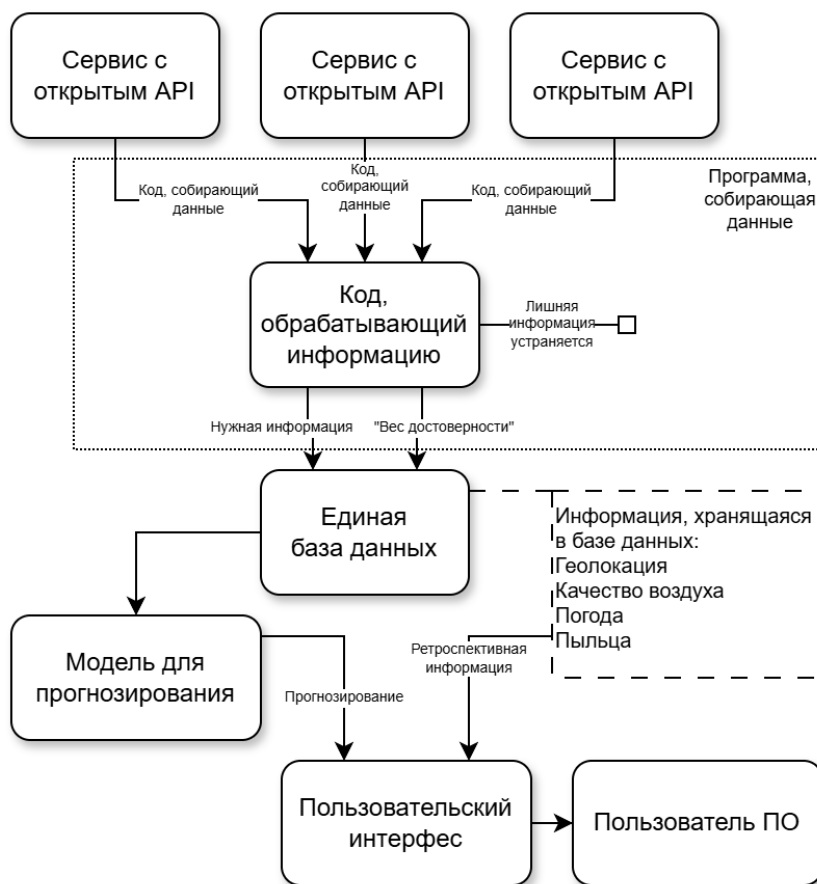 Сервис с
открытым API
Сервис с
открытым API
Сервис с
открытым API
Программа,
собирающая
данные
Код, собирающий
данные
Код,
собирающий
данные
Код, собирающий
данные
Код,
обрабатывающий
информацию
Лишняя
информация
устраняется
Нужная информация
"Вес достоверности"
Единая
база данных
Информация, хранящаяся
в базе данных:
Геолокация
Качество воздуха
Погода
Пыльца
Модель для
прогнозирования
Ретроспективная
информация
Прогнозирование
Пользовательский
интерфес
Пользователь ПО